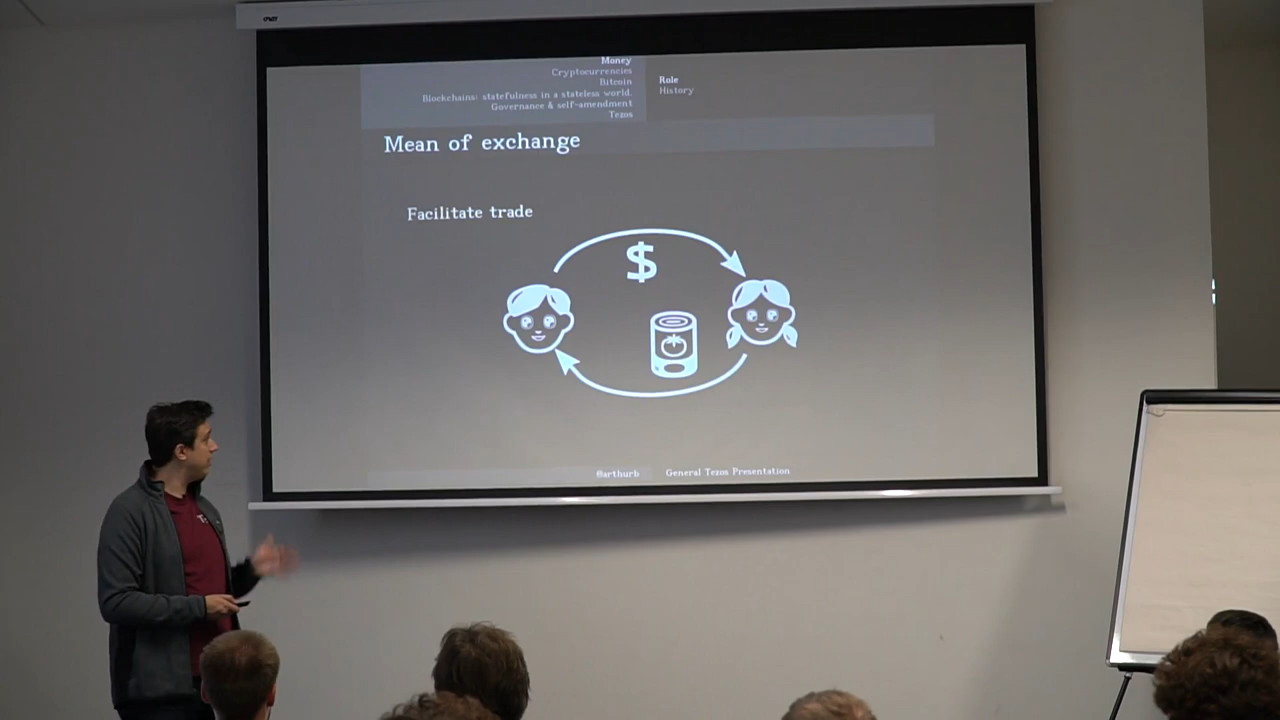 Money
Cryptocurrencies
Bitcoin
Blockchains: statefulness in a stateless world.
Governance & self-amendment
Tezos
Role
History
Mean of exchange
Facilitate trade
$
@arthurb
General Tezos Presentation